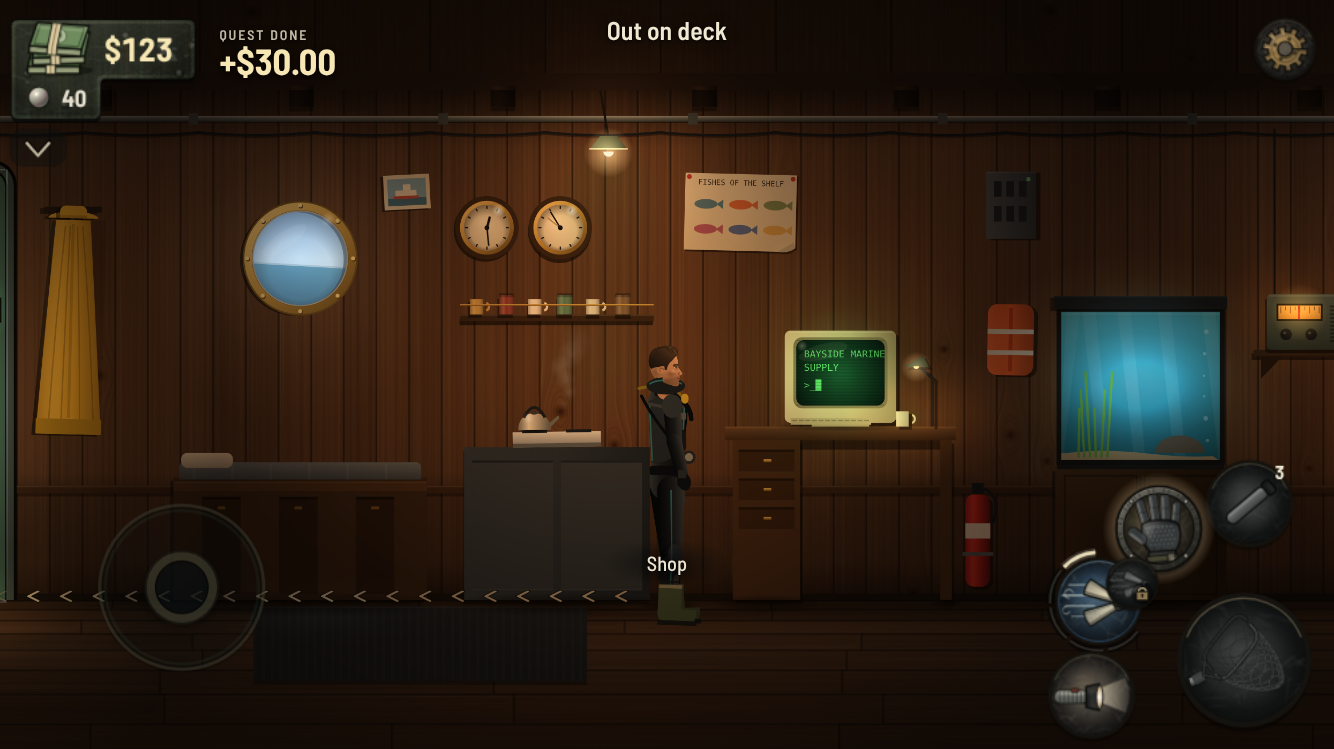 Out on deck
$123
QUEST DONE
+$30.00
40
FISHES OF THE SHELF
BAYSIDE MARINE
SUPPLY
>_
3
Shop